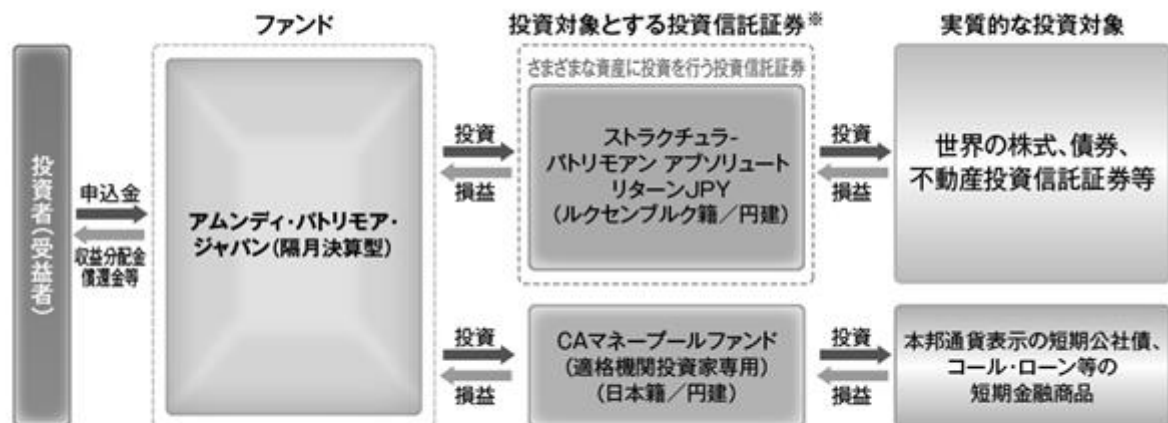 ファンド
投資対象とする投資信託証券※
実質的な投資対象
投資者(受益者)
申込金
収益分配金
償還金等
アムンディ・パトリモア・
ジャパン(隔月決算型)
投資
損益
さまざまな資産に投資を行う投資信託証券
ストラクチュラ-
パトリモアン アブソリュート
リターンJPY
(ルクセンブルク籍/円建)
投資
損益
世界の株式、債券、
不動産投資信託証券等
投資
損益
CAマネープールファンド
(適格機関投資家専用)
(日本籍/円建)
投資
損益
本邦通貨表示の短期公社債、
コール・ローン等の
短期金融商品